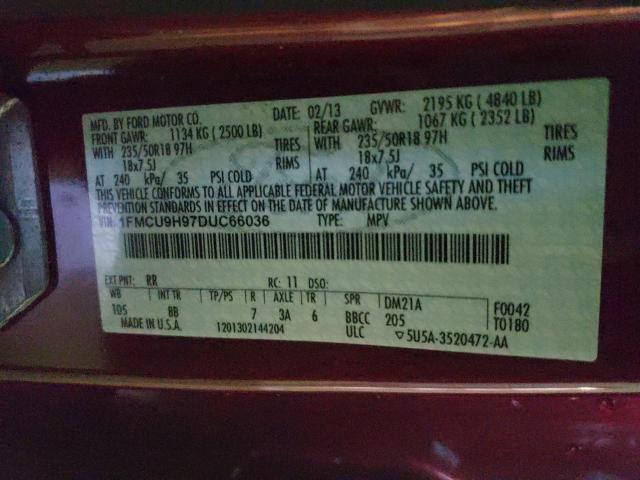 MFD. BY FORD MOTOR CO. DATE: 02/13 GVWR: 2195 KG ( 4840 LB)
FRONT GAWR: 1134 KG ( 2500 LB) REAR GAWR: 1067 KG ( 2352 LB)
WITH 235/50R18 97H TIRES WITH 235/50R18 97H TIRES
18x7.5J RIMS 18x7.5J RIMS
AT 240 kPa/ 35 PSI COLD AT 240 kPa/ 35 PSI COLD
THIS VEHICLE CONFORMS TO ALL APPLICABLE FEDERAL MOTOR VEHICLE SAFETY AND THEFT
PREVENTION STANDARDS IN EFFECT ON THE DATE OF MANUFACTURE SHOWN ABOVE.
VIN: 1FMCU9H97DUC66036 TYPE: MPV
EXT PNT: RR RC: 11 DSO:
WB INT TR TP/PS R AXLE TR SPR DM21A F0042
105 BB 7 3A 6 BBCC 205 T0180
MADE IN U.S.A. 1201302144204 ULC ▽5U5A-3520472-AA